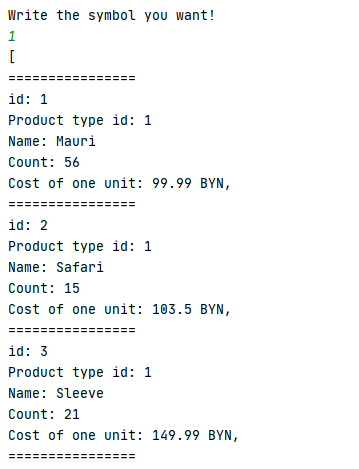 Write the symbol you want!
1
[
================
id: 1
Product type id: 1
Name: Mauri
Count: 56
Cost of one unit: 99.99 BYN,
================
id: 2
Product type id: 1
Name: Safari
Count: 15
Cost of one unit: 103.5 BYN,
================
id: 3
Product type id: 1
Name: Sleeve
Count: 21
Cost of one unit: 149.99 BYN,
================